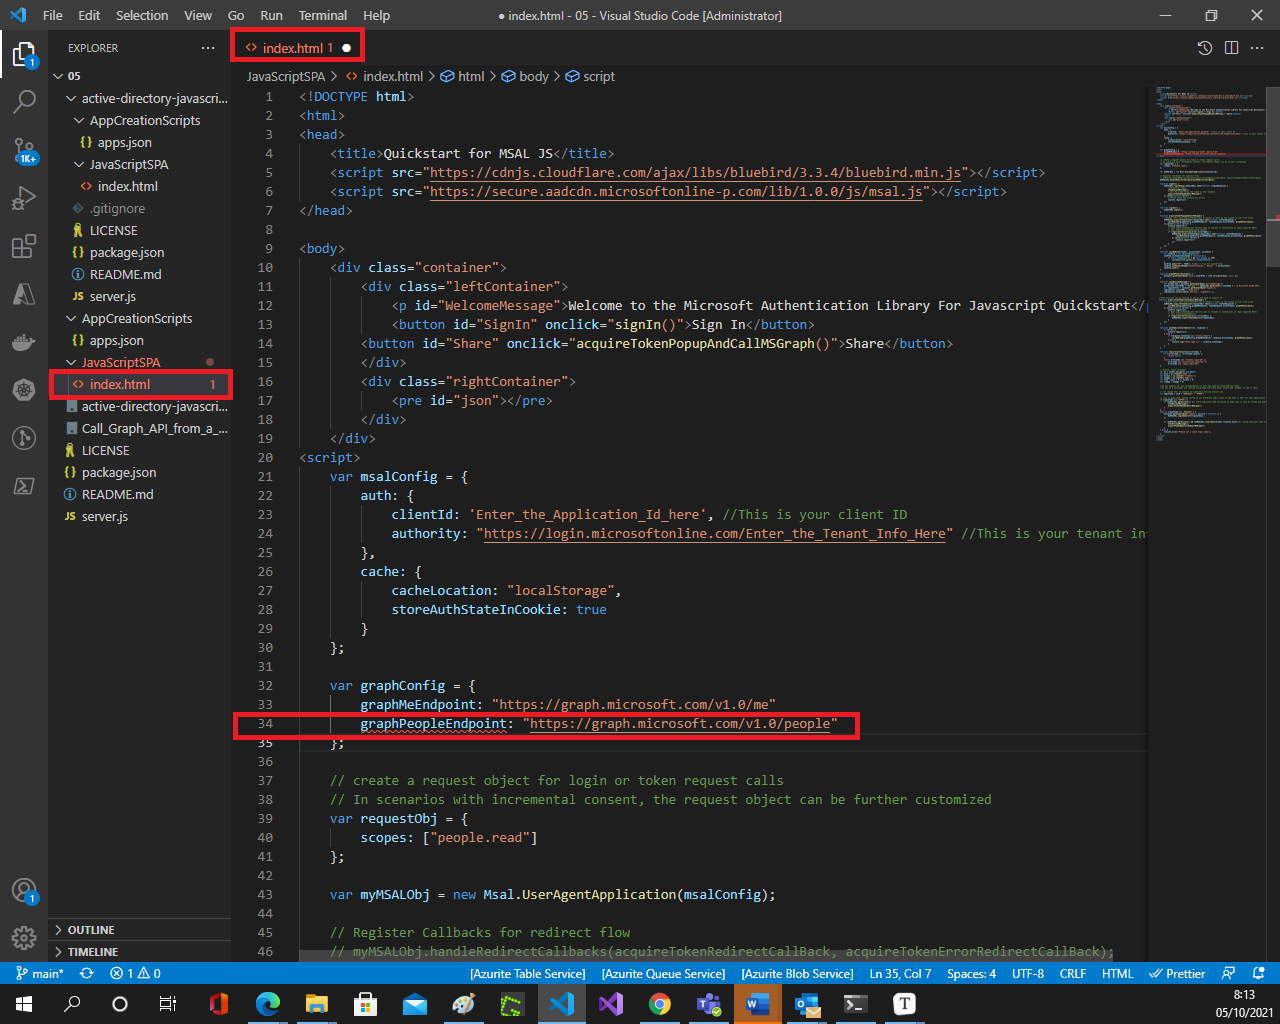 File Edit Selection View Go Run Terminal Help
● index.html - 05 - Visual Studio Code [Administrator]
EXPLORER
···
<> index.html 1 ●
JavaScriptSPA > <> index.html > html > body > script
05
active-directory-javascri...
AppCreationScripts
{} apps.json
JavaScriptSPA
<> index.html
.gitignore
LICENSE
{} package.json
README.md
JS server.js
AppCreationScripts
{} apps.json
JavaScriptSPA
<> index.html 1
active-directory-javascri...
Call_Graph_API_from_a_...
LICENSE
{} package.json
README.md
JS server.js
OUTLINE
TIMELINE
1
1K+
1
1 <!DOCTYPE html>
2 <html>
3 <head>
4 <title>Quickstart for MSAL JS</title>
5 <script src="https://cdnjs.cloudflare.com/ajax/libs/bluebird/3.3.4/bluebird.min.js"></script>
6 <script src="https://secure.aadcdn.microsoftonline-p.com/lib/1.0.0/js/msal.js"></script>
7 </head>
8
9 <body>
10 <div class="container">
11 <div class="leftContainer">
12 <p id="WelcomeMessage">Welcome to the Microsoft Authentication Library For Javascript Quickstart</p
13 <button id="SignIn" onclick="signIn()">Sign In</button>
14 <button id="Share" onclick="acquireTokenPopupAndCallMSGraph()">Share</button>
15 </div>
16 <div class="rightContainer">
17 <pre id="json"></pre>
18 </div>
19 </div>
20 <script>
21 var msalConfig = {
22 auth: {
23 clientId: 'Enter_the_Application_Id_here', //This is your client ID
24 authority: "https://login.microsoftonline.com/Enter_the_Tenant_Info_Here" //This is your tenant in
25 },
26 cache: {
27 cacheLocation: "localStorage",
28 storeAuthStateInCookie: true
29 }
30 };
31
32 var graphConfig = {
33 graphMeEndpoint: "https://graph.microsoft.com/v1.0/me"
34 graphPeopleEndpoint: "https://graph.microsoft.com/v1.0/people"
35 };
36
37 // create a request object for login or token request calls
38 // In scenarios with incremental consent, the request object can be further customized
39 var requestObj = {
40 scopes: ["people.read"]
41 };
42
43 var myMSALObj = new Msal.UserAgentApplication(msalConfig);
44
45 // Register Callbacks for redirect flow
46 // myMSALObj.handleRedirectCallbacks(acquireTokenRedirectCallBack, acquireTokenErrorRedirectCallBack);
main* 1 0 [Azurite Table Service] [Azurite Queue Service] [Azurite Blob Service] Ln 35, Col 7 Spaces: 4 UTF-8 CRLF HTML Prettier
8:13
05/10/2021